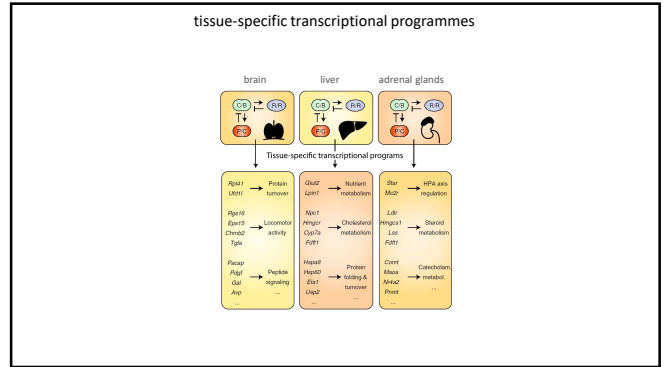 tissue-specific transcriptional programmes
brain liver adrenal glands
C/B R/R C/B R/R C/B R/R
P/C P/C P/C
Tissue-specific transcriptional programs
Rpl41
Ufd1l
Protein
turnover
Rgs16
Eps15
Chrnb2
Tgfa
Locomotor
activity
Pacap
Pdgf
Gal
Avp
...
Peptide
signaling
...
Glut2
Lpin1
Nutrient
metabolism
Npc1
Hmgcr
Cyp7a
Fdft1
Cholesterol
metabolism
Hspa8
Hsp60
Ela1
Usp2
...
Protein
folding &
turnover
...
Star
Mc2r
HPA axis
regulation
Ldlr
Hmgcs1
Lss
Fdft1
Steroid
metabolism
Comt
Maoa
Nr4a2
Pnmt
...
Catecholam.
metabol.
...